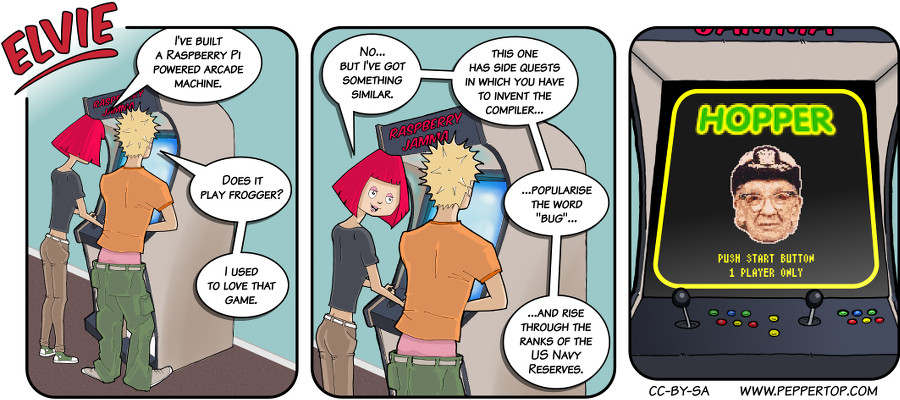 ELVIE
I'VE BUILT
A RASPBERRY PI
POWERED ARCADE
MACHINE.
RASPBERRY
JAMMA
DOES IT
PLAY FROGGER?
I USED
TO LOVE THAT
GAME.
NO...
BUT I'VE GOT
SOMETHING
SIMILAR.
THIS ONE
HAS SIDE QUESTS
IN WHICH YOU HAVE
TO INVENT THE
COMPILER...
RASPBERRY
JAMMA
...POPULARISE
THE WORD
"BUG"...
...AND RISE
THROUGH THE
RANKS OF THE
US NAVY
RESERVES.
JAMMA
HOPPER
PUSH START BUTTON
1 PLAYER ONLY
CC-BY-SA
WWW.PEPPERTOP.COM